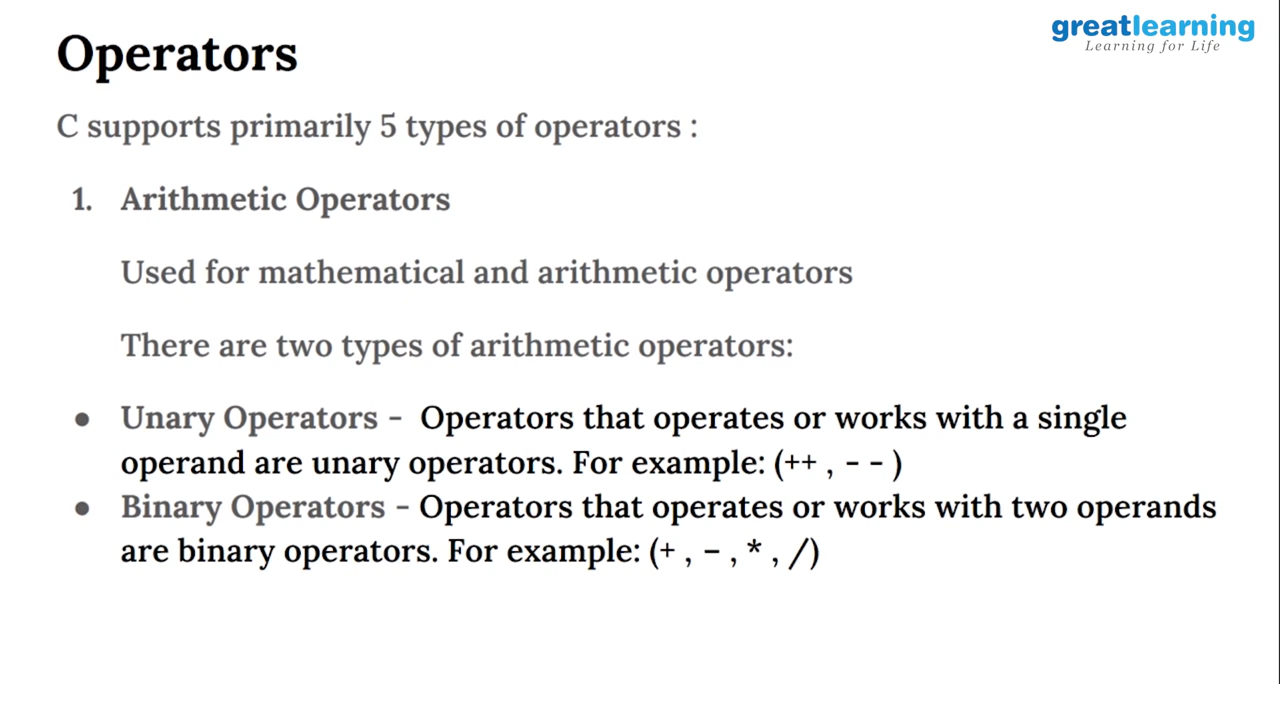 Operators
greatlearning
Learning for Life
C supports primarily 5 types of operators :
1. Arithmetic Operators
Used for mathematical and arithmetic operators
There are two types of arithmetic operators:
● Unary Operators - Operators that operates or works with a single
operand are unary operators. For example: (++ , - - )
● Binary Operators - Operators that operates or works with two operands
are binary operators. For example: (+ , - , * , /)